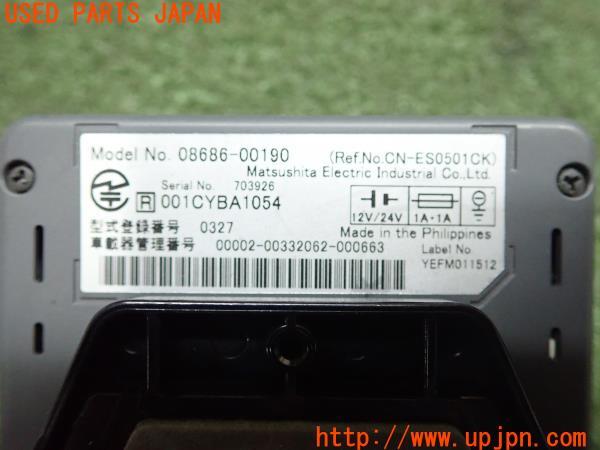 USED PARTS JAPAN
Model No. 08686-00190 (Ref.No.CN-ES0501CK)
Matsushita Electric Industrial Co.,Ltd.
Serial No. 703926
R 001CYBA1054
12V/24V 1A・1A
型式登録番号 0327 Made in the Philippines
車載器管理番号 00002-00332062-000663 Label No
YEFM011512
http://www.upjpn.com/